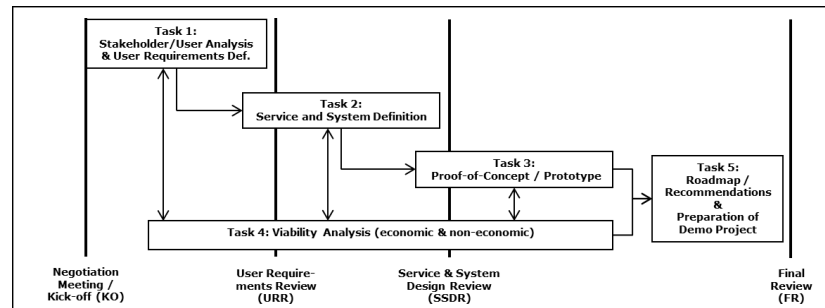 Task 1:
Stakeholder/User Analysis
& User Requirements Def.
Task 2:
Service and System Definition
Task 3:
Proof-of-Concept / Prototype
Task 5:
Roadmap /
Recommendations
&
Preparation of
Demo Project
Task 4: Viability Analysis (economic & non-economic)
Negotiation
Meeting /
Kick-off (KO)
User Require-
ments Review
(URR)
Service & System
Design Review
(SSDR)
Final
Review
(FR)